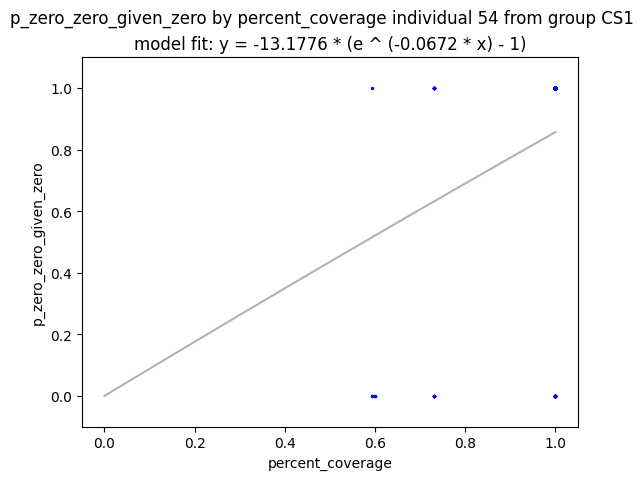 p_zero_zero_given_zero by percent_coverage individual 54 from group CS1
model fit: y = -13.1776 * (e ^ (-0.0672 * x) - 1)
1.0
0.8
0.6
0.4
0.2
0.0
p_zero_zero_given_zero
0.0 0.2 0.4 0.6 0.8 1.0
percent_coverage